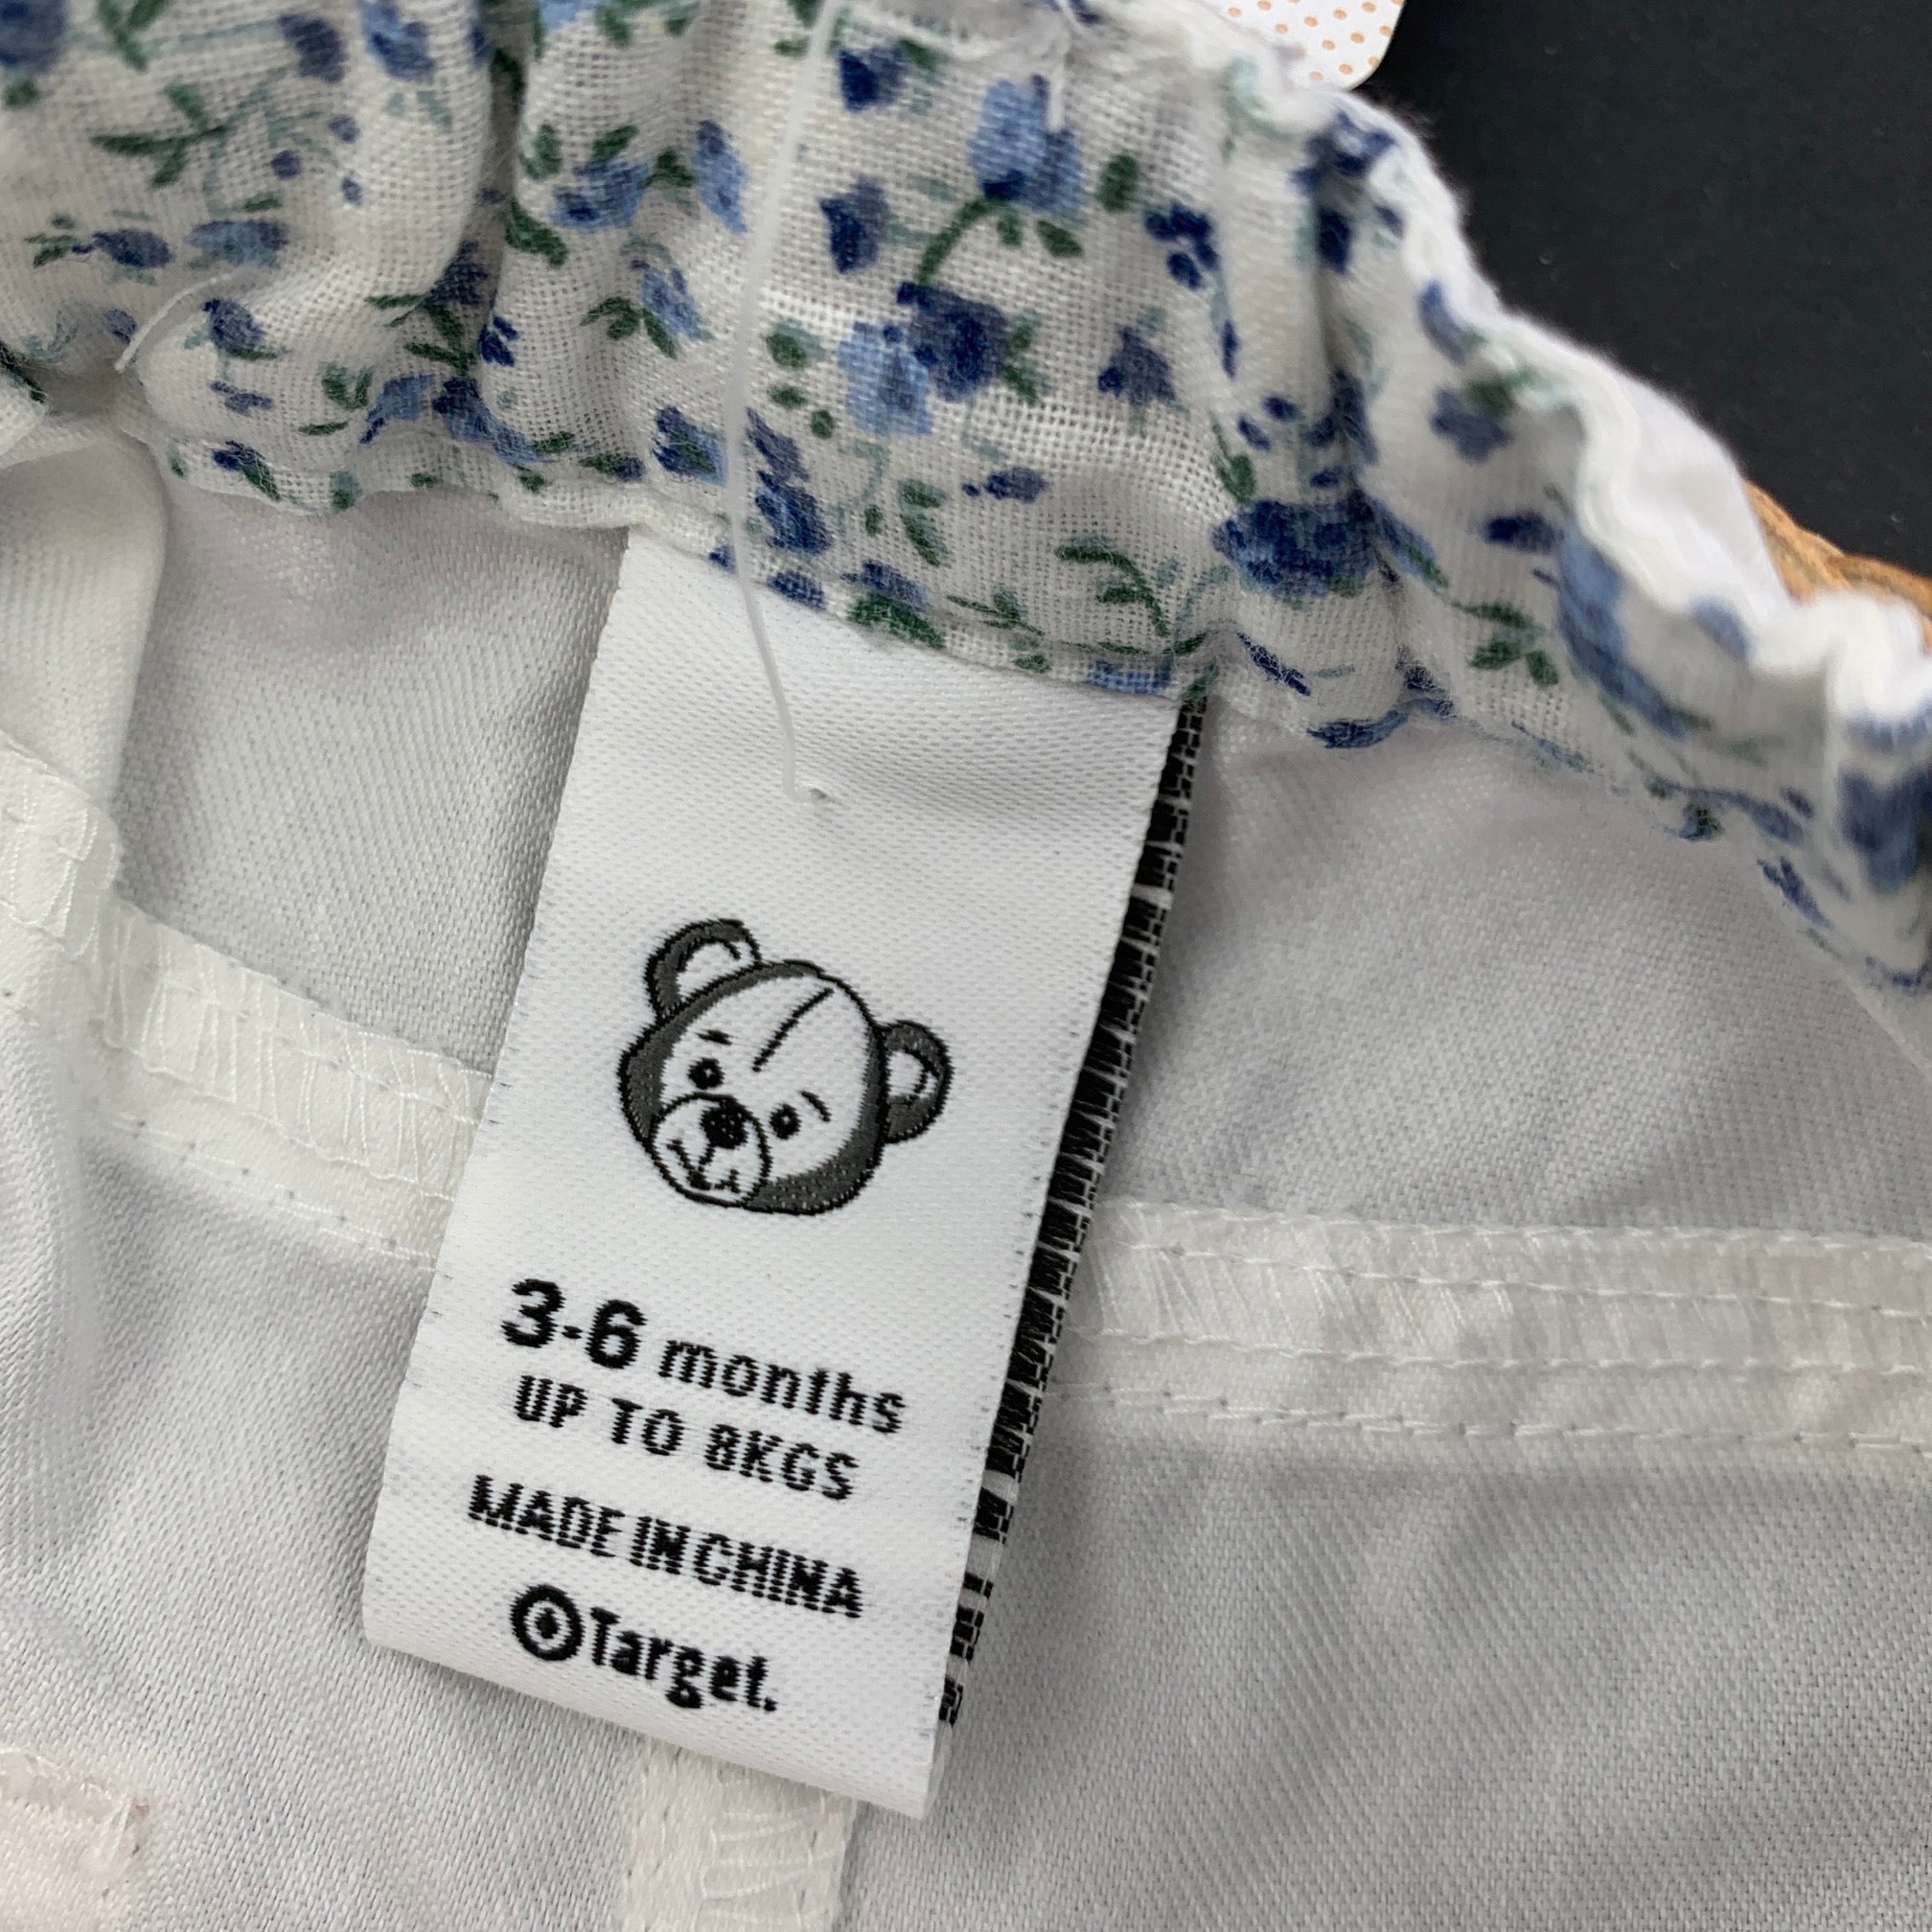 3-6 months
UP TO 8KGS
MADE IN CHINA
Target.